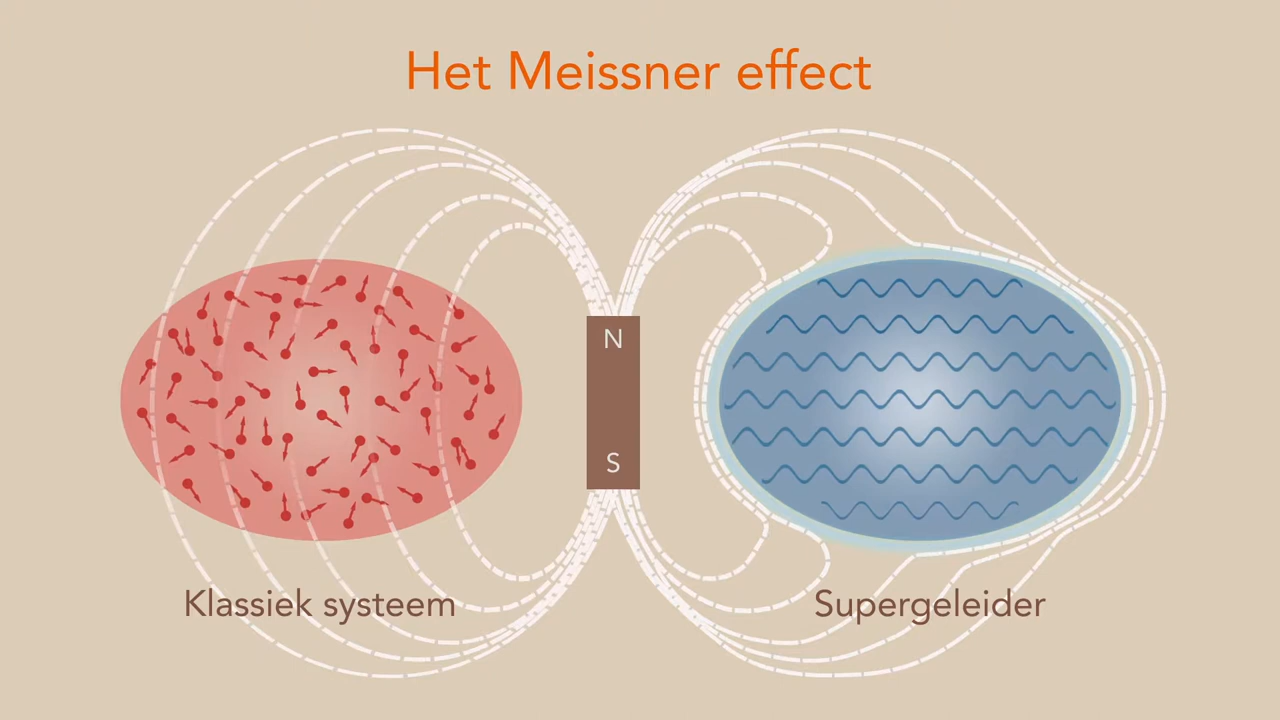 Het Meissner effect
N
S
Klassiek systeem
Supergeleider